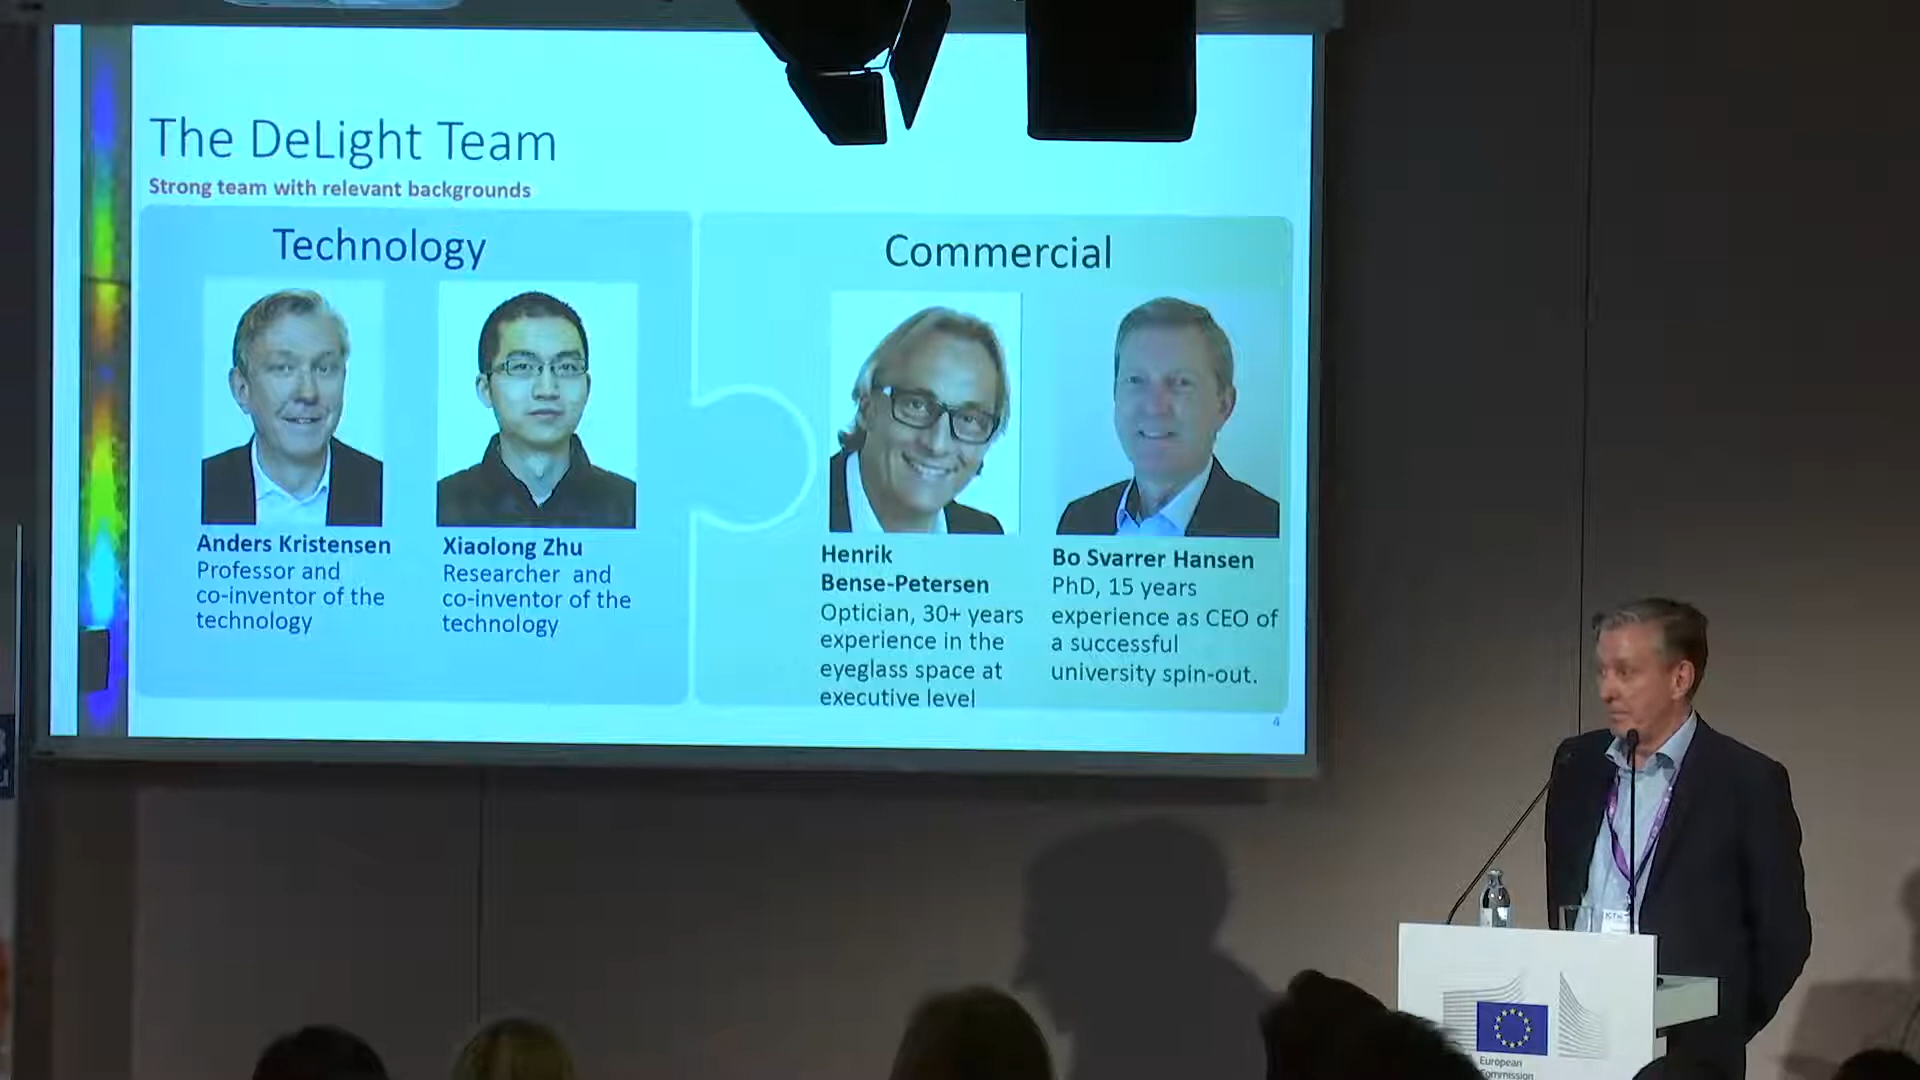 The DeLight Team
Strong team with relevant backgrounds
Technology
Commercial
Anders Kristensen
Professor and
co-inventor of the
technology
Xiaolong Zhu
Researcher and
co-inventor of the
technology
Henrik
Bense-Petersen
Optician, 30+ years
experience in the
eyeglass space at
executive level
Bo Svarrer Hansen
PhD, 15 years
experience as CEO of
a successful
university spin-out.
4
European
Commission